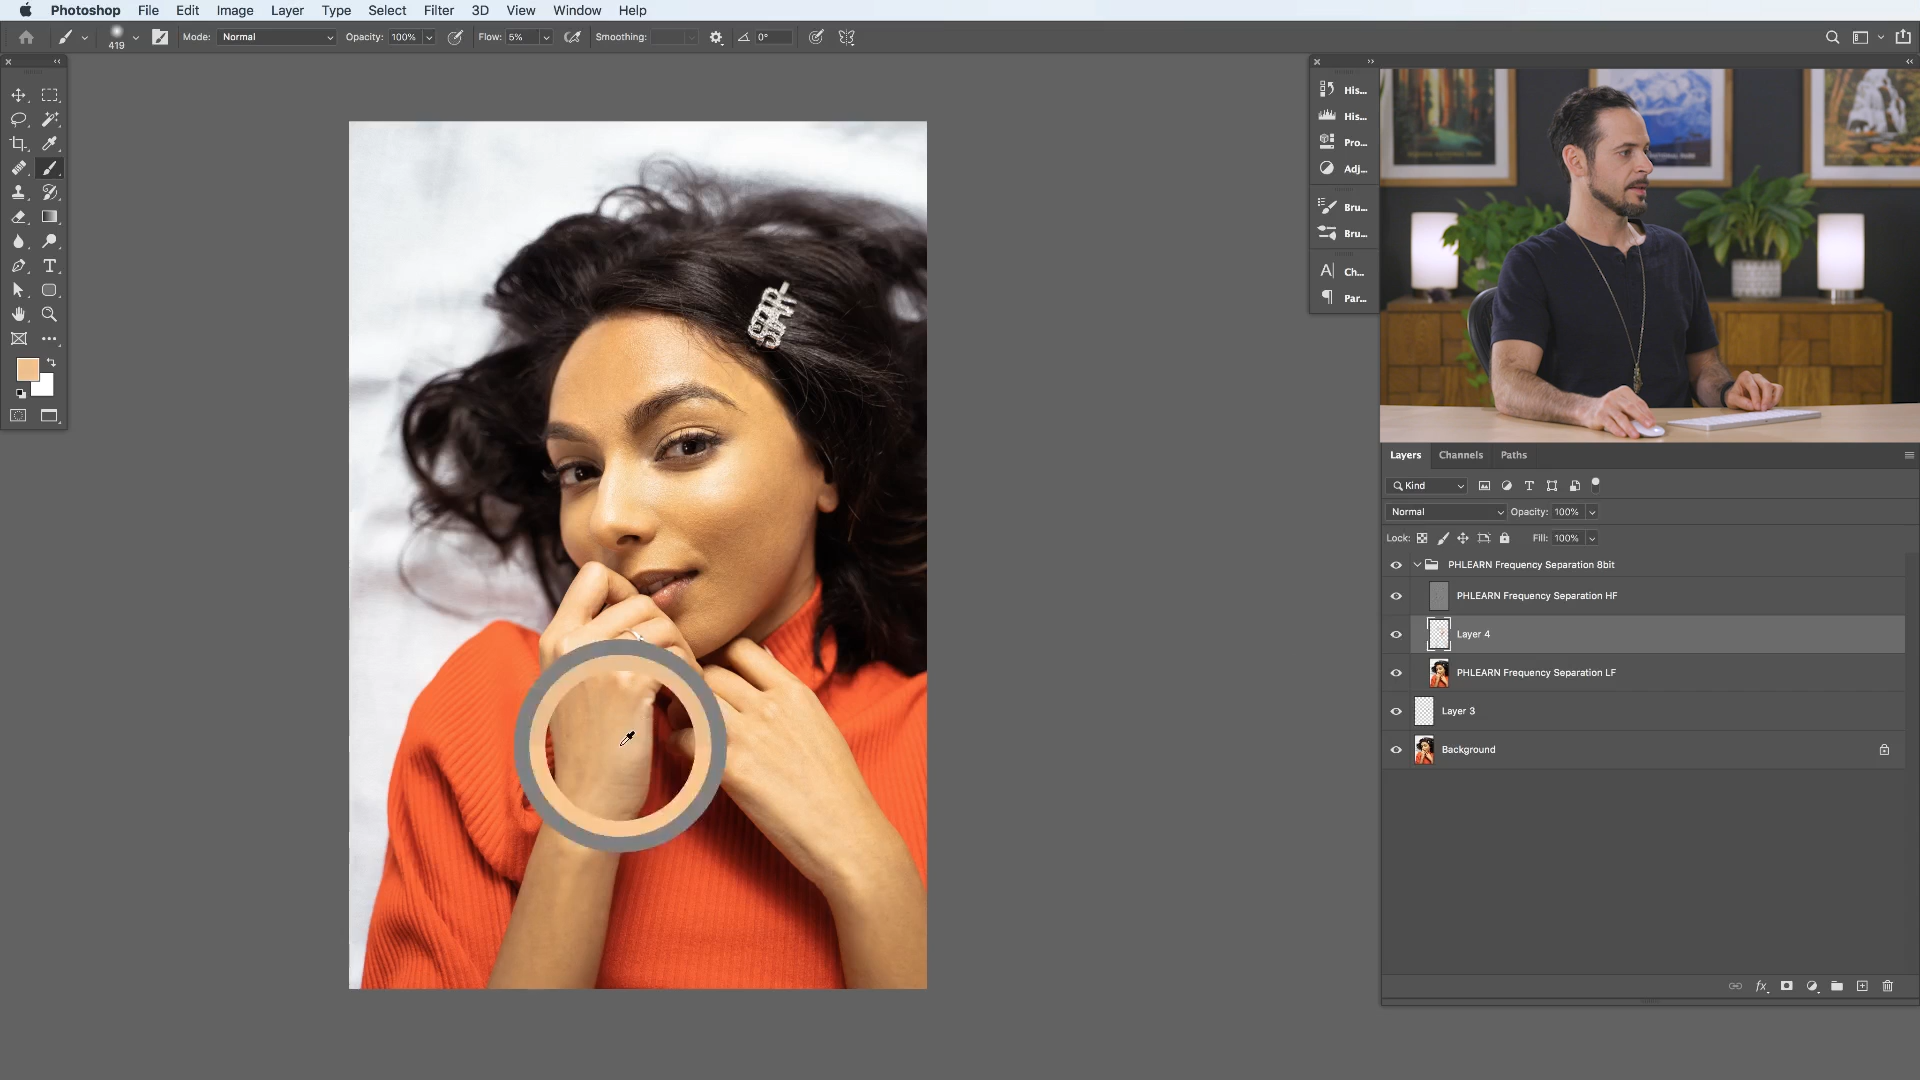 Photoshop File Edit Image Layer Type Select Filter 3D View Window Help
419 Mode: Normal Opacity: 100% Flow: 5% Smoothing: 0°
His...
His...
Pro...
Adj...
Bru...
Bru...
A| Ch...
Par...
STAR
Layers Channels Paths
Kind
Normal Opacity: 100%
Lock: Fill: 100%
PHLEARN Frequency Separation 8bit
PHLEARN Frequency Separation HF
Layer 4
PHLEARN Frequency Separation LF
Layer 3
Background
fx